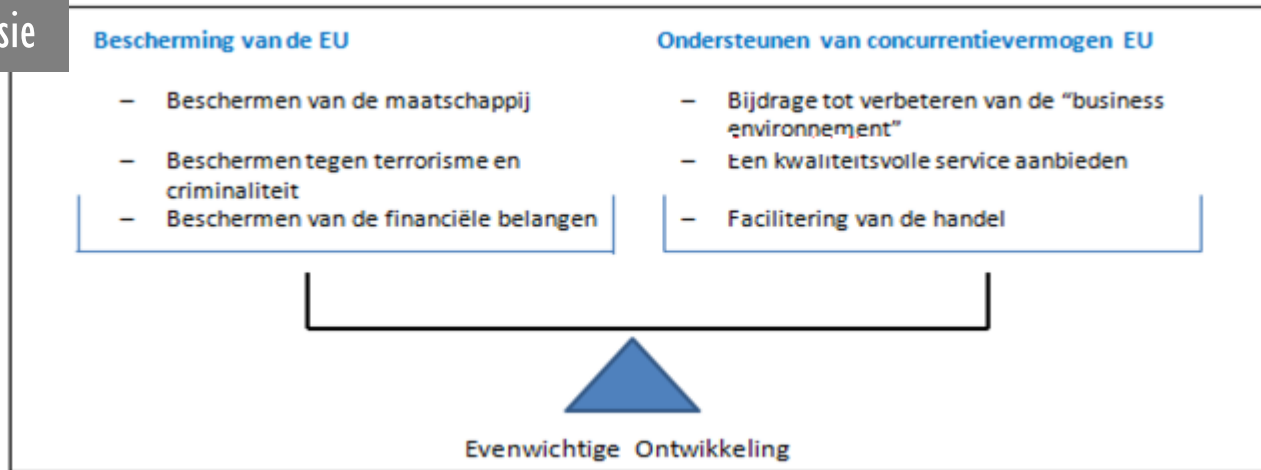 sie
Bescherming van de EU
– Beschermen van de maatschappij
– Beschermen tegen terrorisme en
criminaliteit
– Beschermen van de financiële belangen
Ondersteunen van concurrentievermogen EU
– Bijdrage tot verbeteren van de “business
environnement”
– Een kwaliteitsvolle service aanbieden
– Facilitering van de handel
Evenwichtige Ontwikkeling